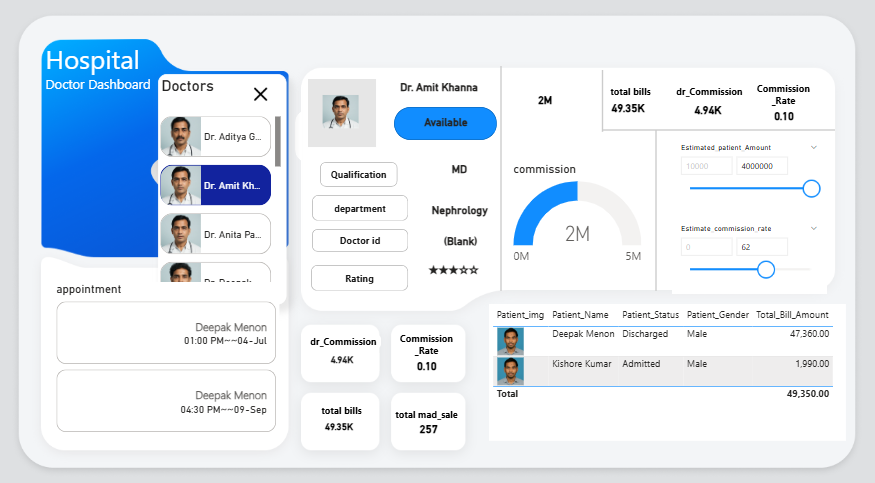 Hospital
Doctor Dashboard
Doctors
Dr. Aditya G...
Dr. Amit Kh...
Dr. Anita Pa...
appointment
Deepak Menon
01:00 PM~~04-Jul
Deepak Menon
04:30 PM~~09-Sep
Dr. Amit Khanna
Available
Qualification
MD
department
Nephrology
Doctor id
(Blank)
Rating
★★★☆☆
2M
commission
2M
0M
5M
total bills
49.35K
dr_Commission
4.94K
Commission
_Rate
0.10
Estimated_patient_Amount
10000
4000000
Estimate_commission_rate
0
62
dr_Commission
4.94K
Commission
_Rate
0.10
total bills
49.35K
total mad_sale
257
Patient_img Patient_Name Patient_Status Patient_Gender Total_Bill_Amount
Deepak Menon Discharged Male 47,360.00
Kishore Kumar Admitted Male 1,990.00
Total 49,350.00